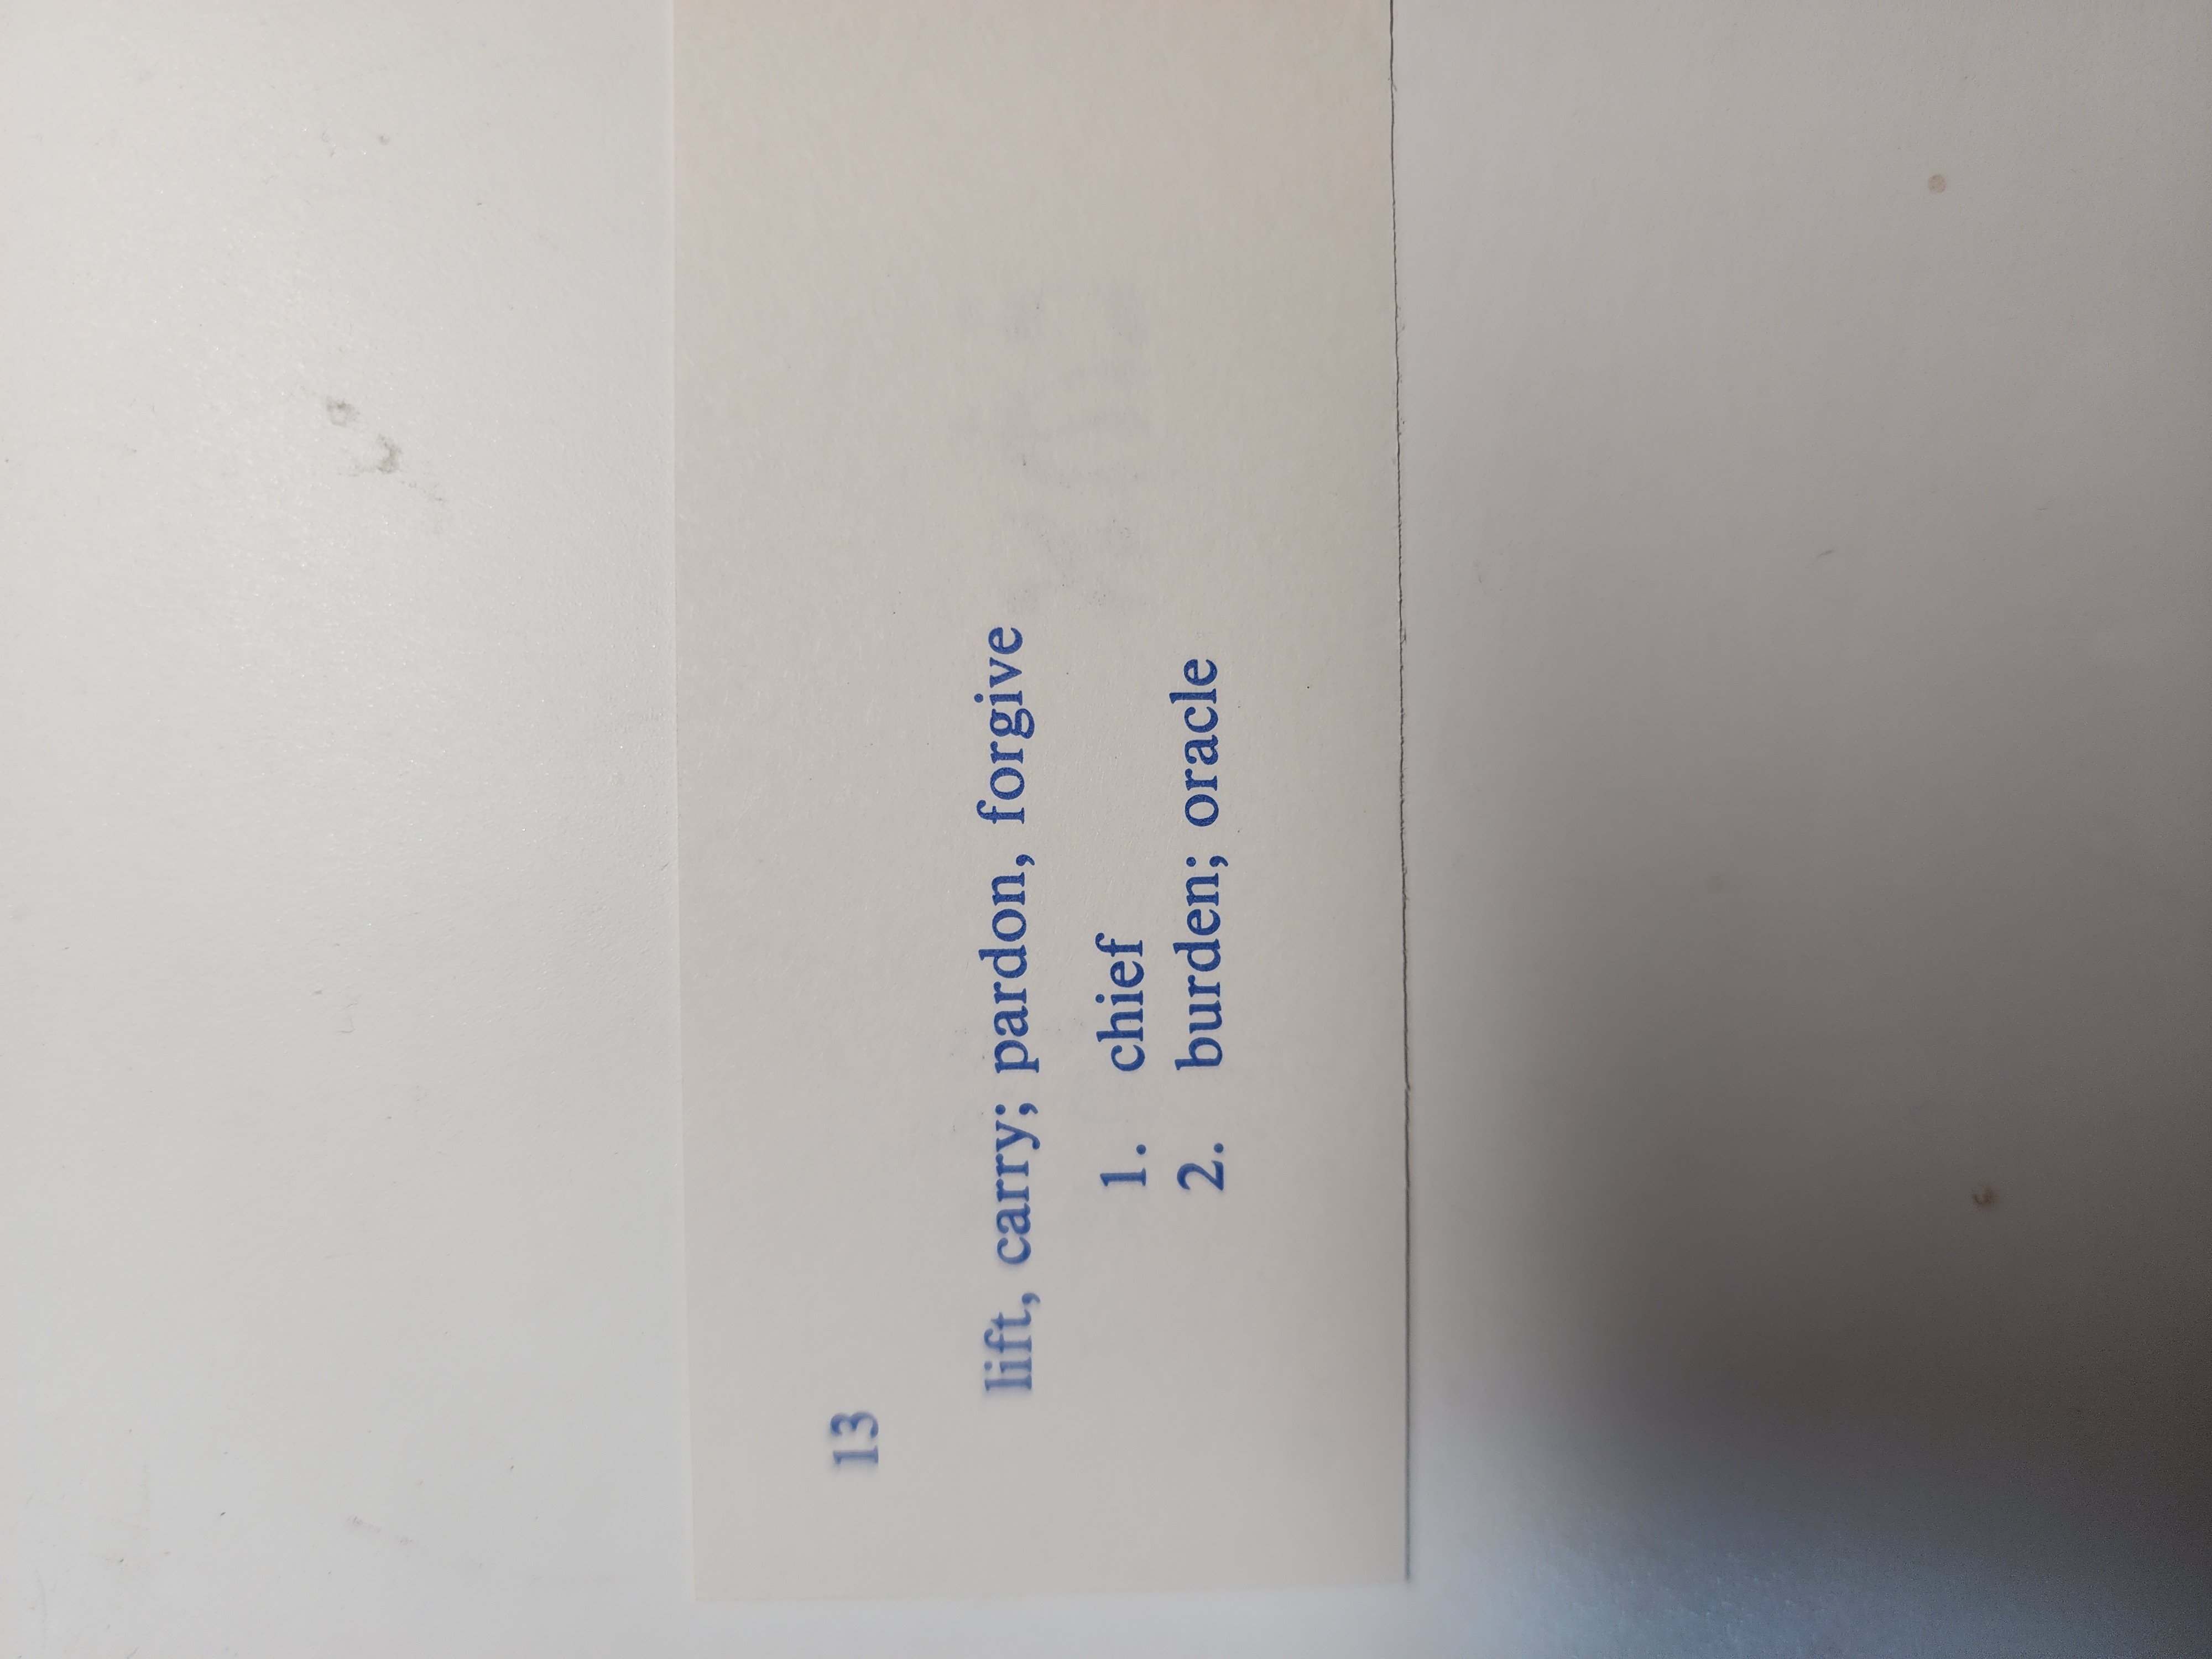 13
lift, carry; pardon, forgive
1. chief
2. burden; oracle